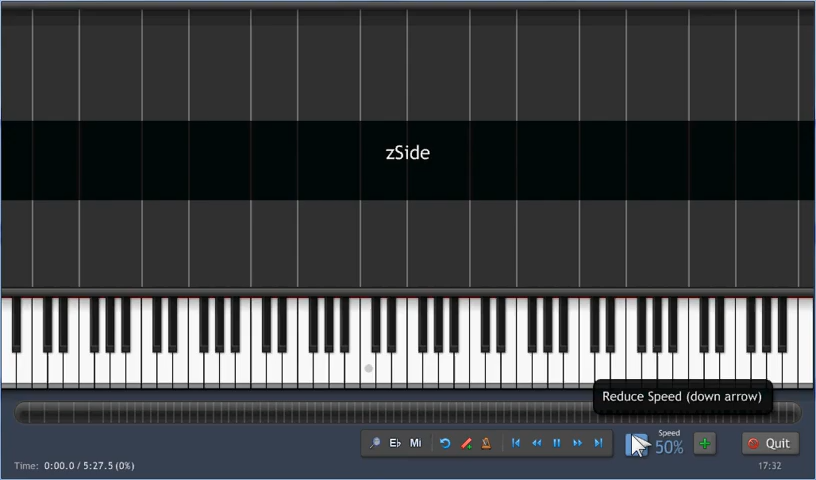 zSide
Reduce Speed (down arrow)
E♭ Mi
Speed
50%
Quit
Time: 0:00.0 / 5:27.5 (0%)
17:32